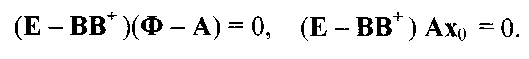 (E – BB⁺)(Ф – A) = 0, (E – BB⁺) Ax₀ = 0.